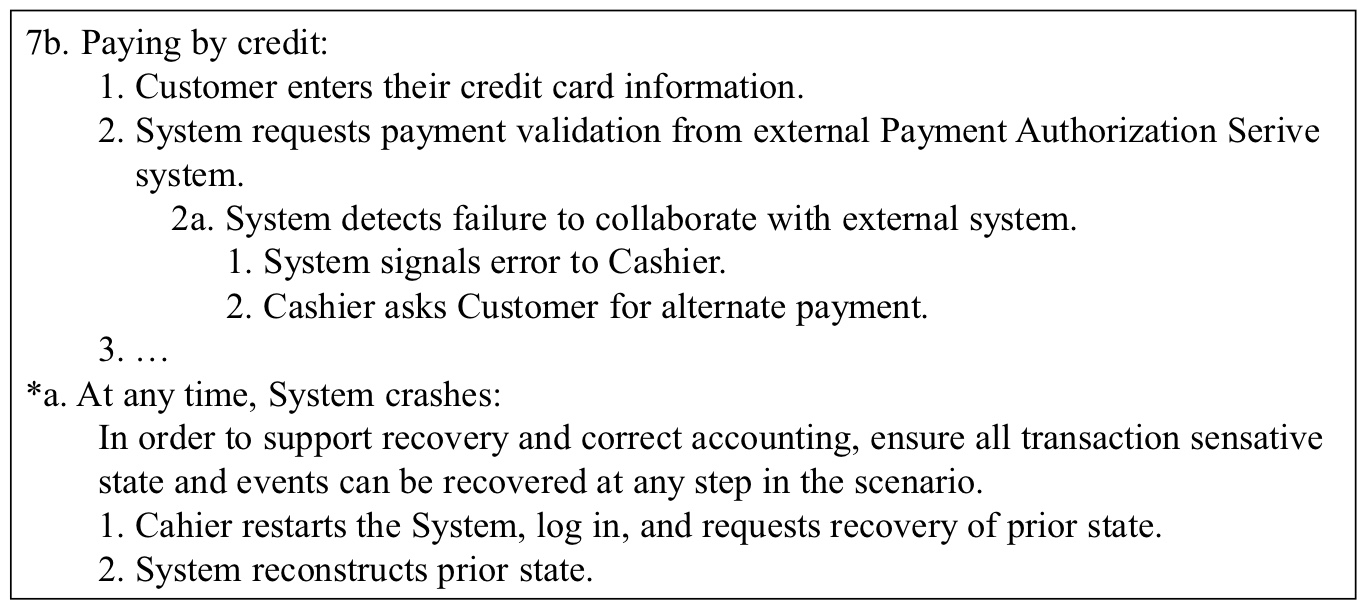 7b. Paying by credit:
1. Customer enters their credit card information.
2. System requests payment validation from external Payment Authorization Serive
system.
2a. System detects failure to collaborate with external system.
1. System signals error to Cashier.
2. Cashier asks Customer for alternate payment.
3. …
*a. At any time, System crashes:
In order to support recovery and correct accounting, ensure all transaction sensative
state and events can be recovered at any step in the scenario.
1. Cahier restarts the System, log in, and requests recovery of prior state.
2. System reconstructs prior state.